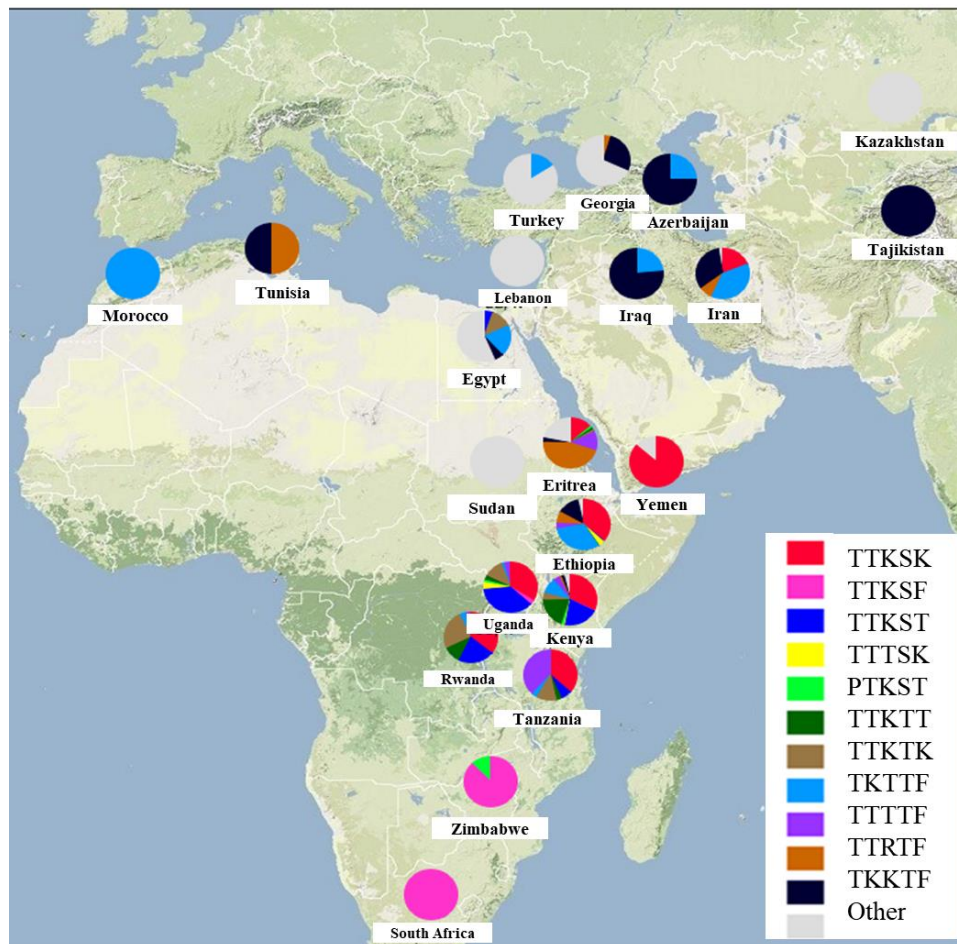 Kazakhstan
Georgia
Turkey
Azerbaijan
Tajikistan
Tunisia
Lebanon
Morocco
Iraq
Iran
Egypt
Eritrea
Sudan
Yemen
Ethiopia
Uganda
Kenya
Rwanda
Tanzania
Zimbabwe
South Africa
TTKSK
TTKSF
TTKST
TTTSK
PTKST
TTKTT
TTKTK
TKTTF
TTTTF
TTRTF
TKKTF
Other